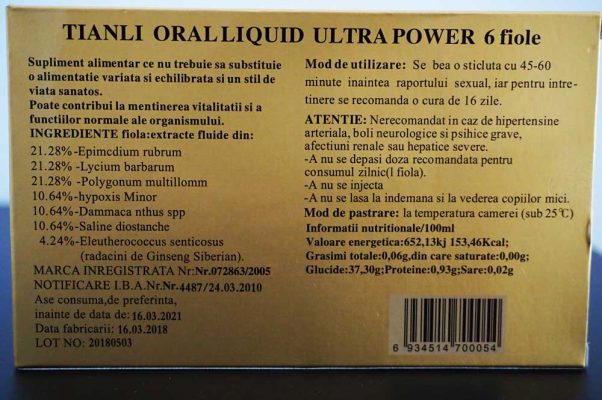 TIANLI ORAL LIQUID ULTRA POWER 6 fiole
Supliment alimentar ce nu trebuie sa substituie
o alimentatie variata si echilibrata si un stil de
viata sanatos.
Poate contribui la mentinerea vitalitatii si a
functiilor normale ale organismului.
INGREDIENTE fiola:extracte fluide din:
21.28%-Epimcdium rubrum
21.28%-Lycium barbarum
21.28%-Polygonum multillomm
10.64%-hypoxis Minor
10.64%-Dammaca nthus spp
10.64%-Saline diostanche
4.24%-Eleutherococcus senticosus
(radacini de Ginseng Siberian).
MARCA INREGISTRATA Nr:Nr.072863/2005
NOTIFICARE I.B.A Nr.Nr.4487/24.03.2010
Ase consuma,de preferinta,
inainte de data de: 16.03.2021
Data fabricarii: 16.03.2018
LOT NO: 20180503
Mod de utilizare: Se bea o sticluta cu 45-60
minute inaintea raportului sexual, iar pentru intre-
tinere se recomanda o cura de 16 zile.
ATENTIE: Nerecomandat in caz de hipertensine
arteriala, boli neurologice si psihice grave,
afectiuni renale sau hepatice severe.
-A nu se depasi doza recomandata pentru
consumul zilnic(l fiola).
-A nu se injecta
-A nu se lasa la indemana si la vederea copiilor mici.
Mod de pastrare: la temperatura camerei (sub 25℃)
Informatii nutritionale/100ml
Valoare energetica:652,13kj 153,46Kcal;
Grasimi totale:0,06g,din care saturate:0,00g;
Glucide:37,30g;Proteine:0,93g;Sare:0,02g
6 934514 700054